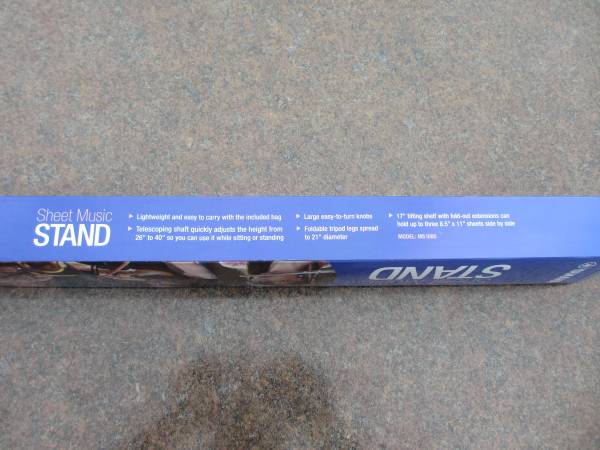 Sheet Music
STAND
Lightweight and easy to carry with the included bag
Telescoping shaft quickly adjusts the height from
26" to 40" so you can use it while sitting or standing
Large easy-to-turn knobs
Foldable tripod legs spread
to 21" diameter
17" tilting shelf with fold-out extensions can
hold up to three 8.5" x 11" sheets side by side
MODEL: MS100S
STAND